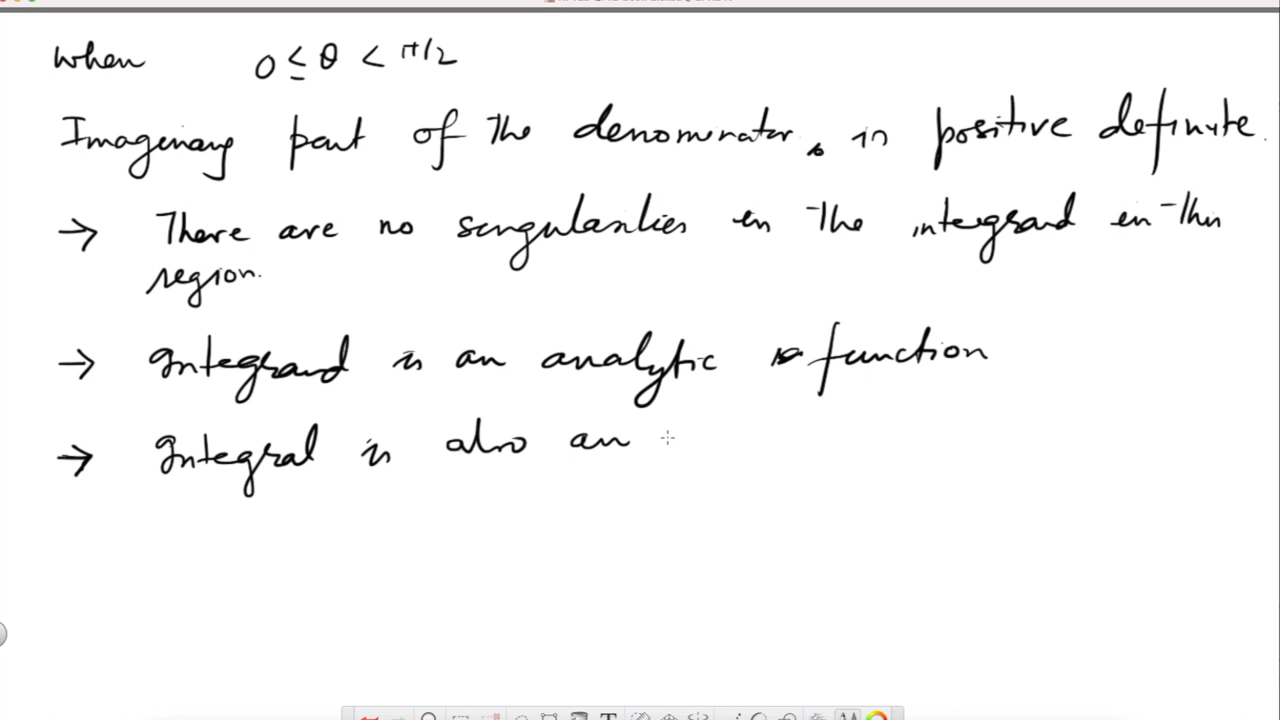 when 0 ≤ θ < π/2
Imaginary part of the denominator is positive definite.
→ There are no singularities in the integrand in this
region.
→ Integrand is an analytic function
→ Integral is also an